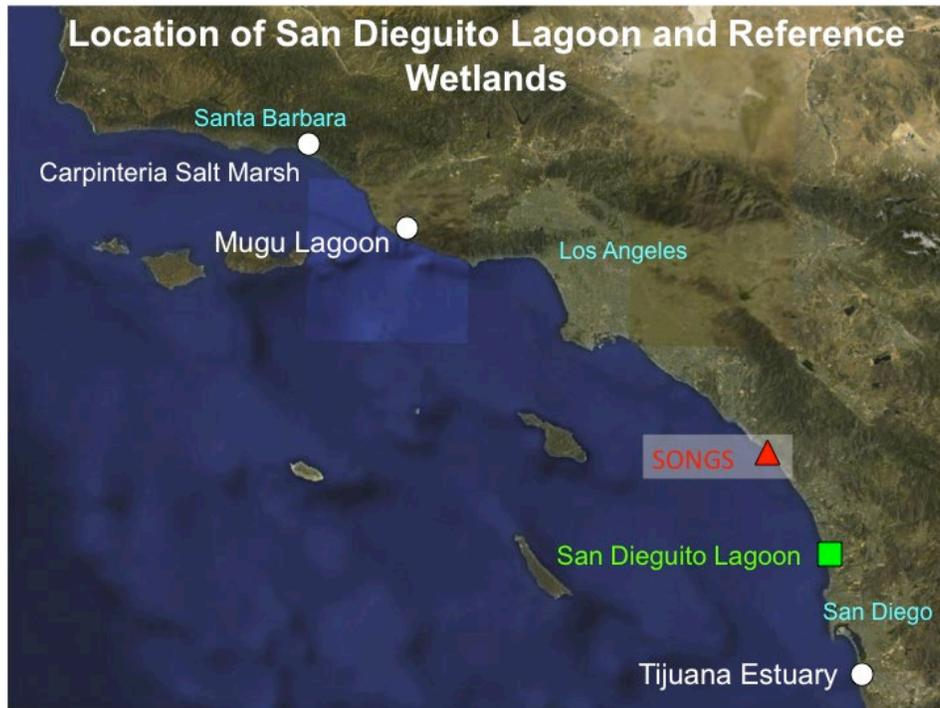 Location of San Dieguito Lagoon and Reference
Wetlands
Santa Barbara
Carpinteria Salt Marsh
Mugu Lagoon
Los Angeles
SONGS
San Dieguito Lagoon
San Diego
Tijuana Estuary